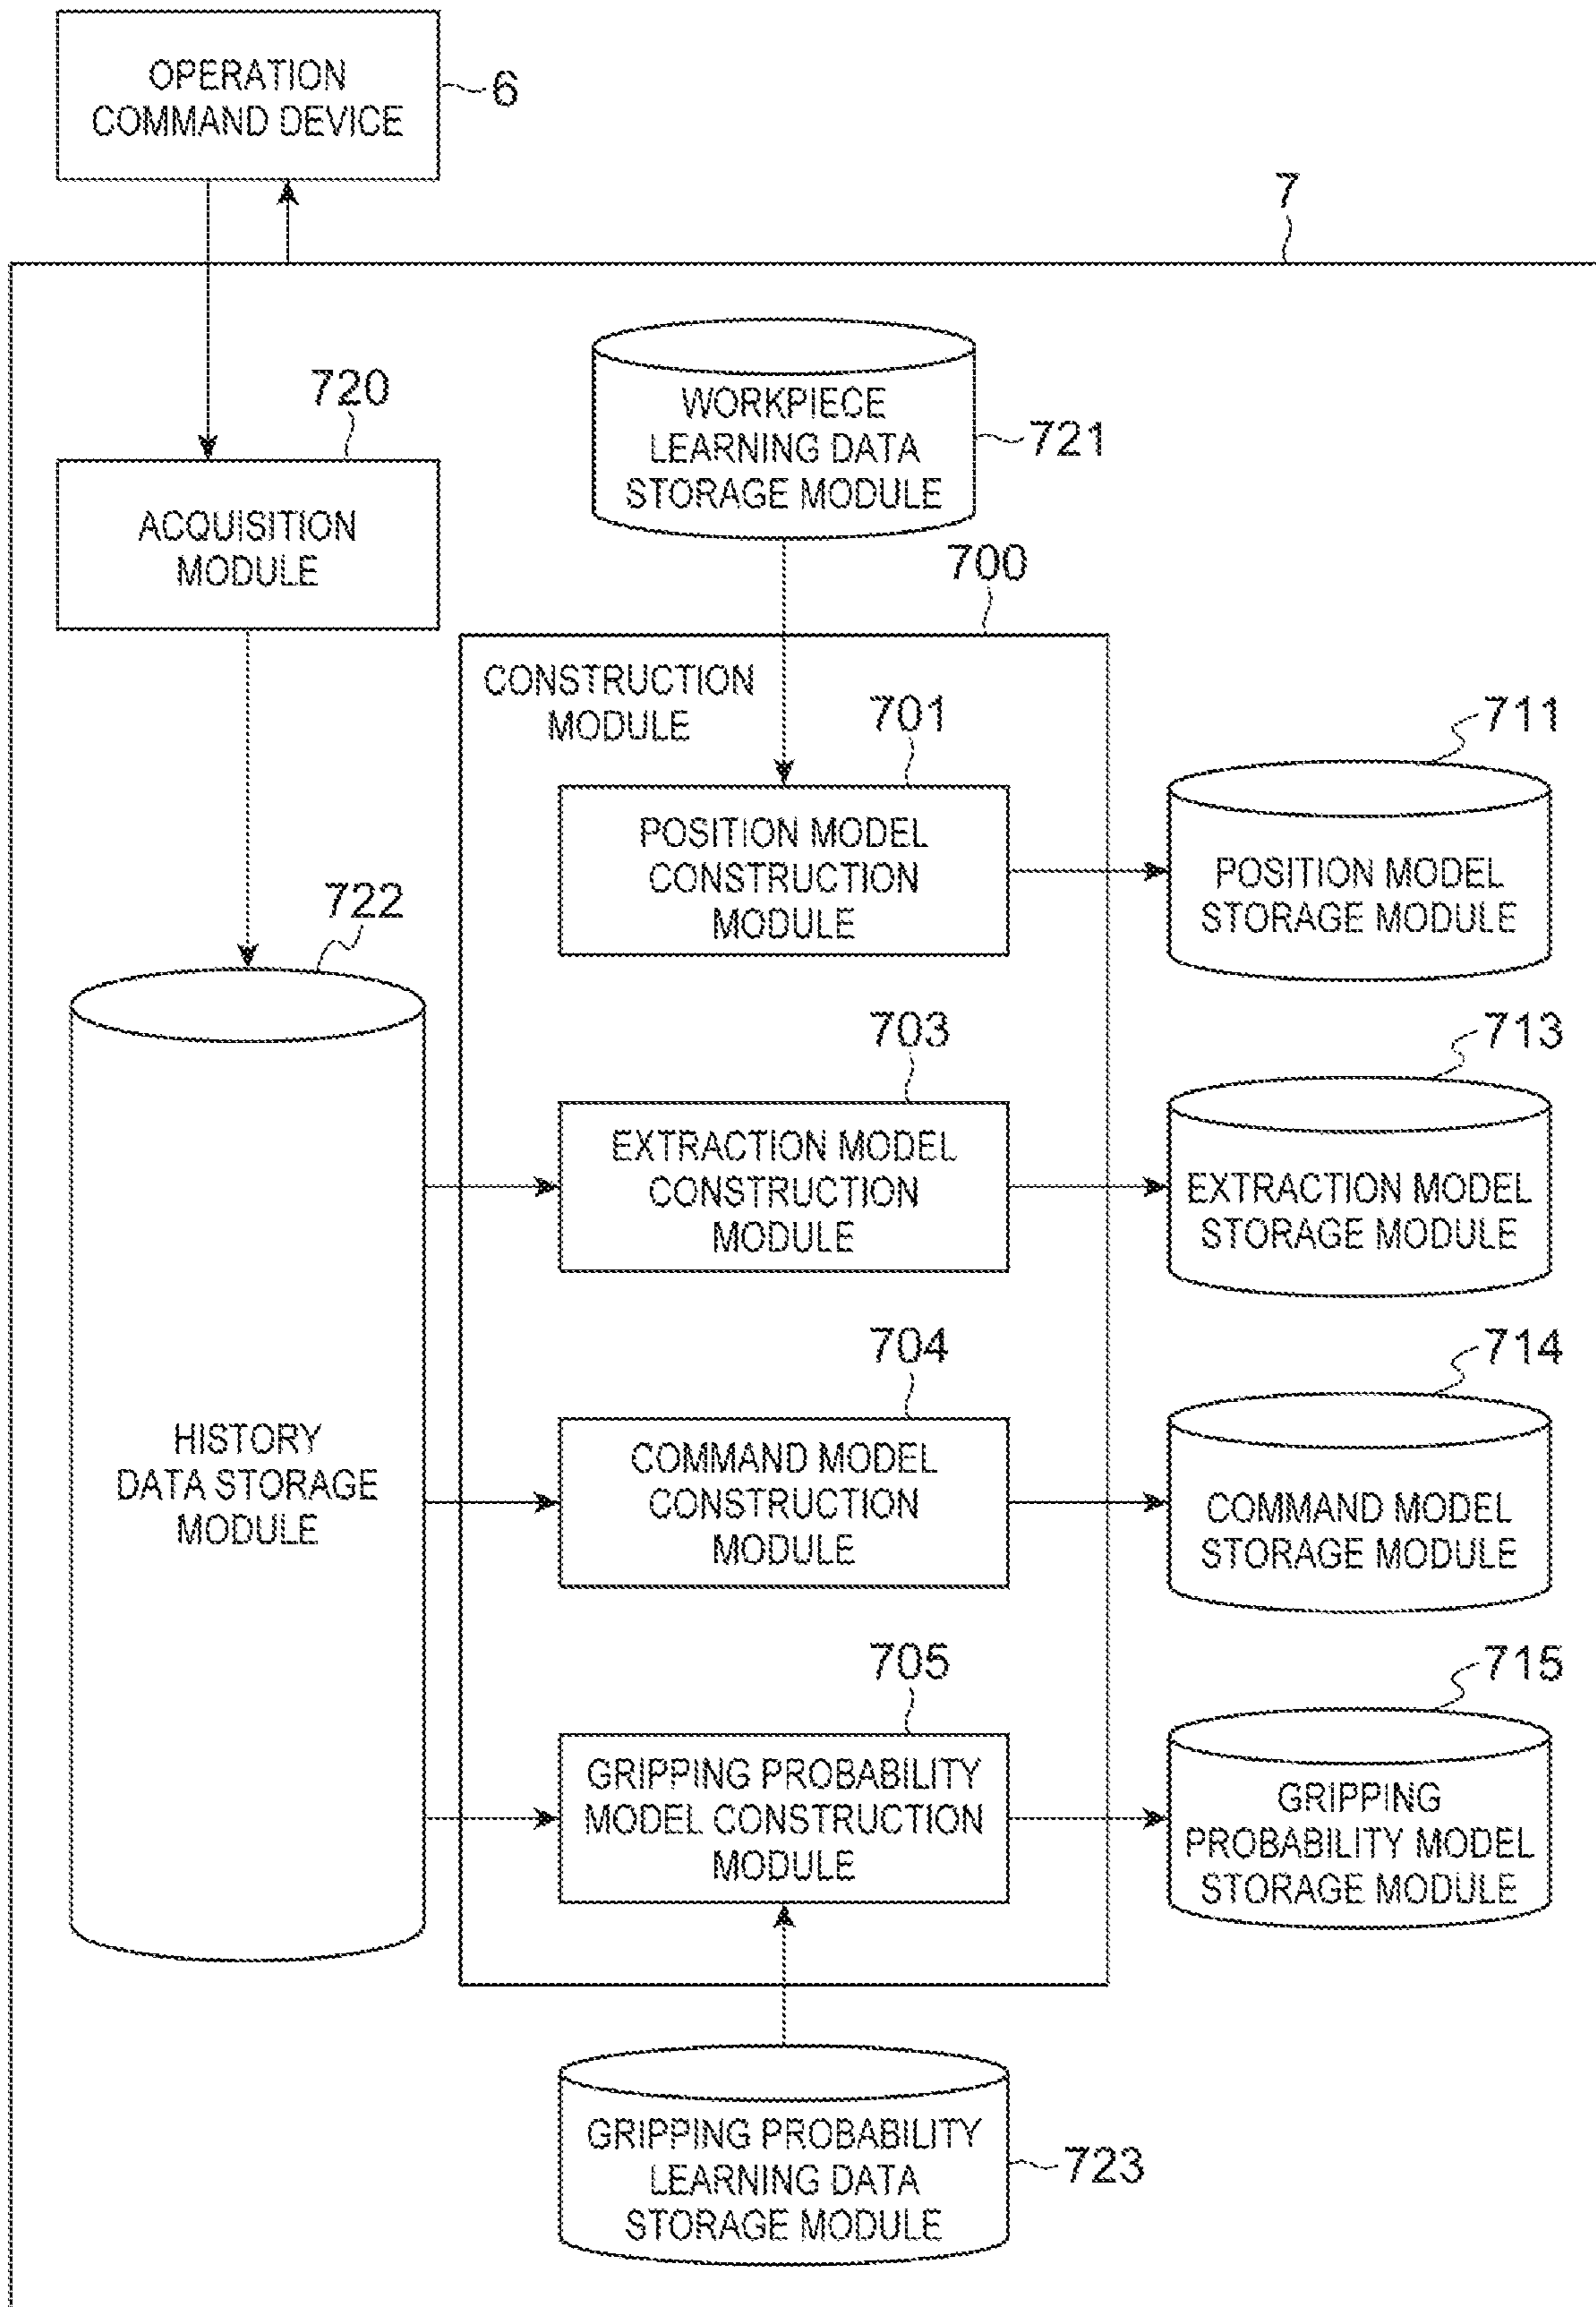 OPERATION
COMMAND DEVICE
6
7
720
ACQUISITION
MODULE
WORKPIECE
LEARNING DATA
STORAGE MODULE
721
700
CONSTRUCTION
MODULE
701
POSITION MODEL
CONSTRUCTION
MODULE
711
POSITION MODEL
STORAGE MODULE
722
HISTORY
DATA STORAGE
MODULE
703
EXTRACTION MODEL
CONSTRUCTION
MODULE
713
EXTRACTION MODEL
STORAGE MODULE
704
COMMAND MODEL
CONSTRUCTION
MODULE
714
COMMAND MODEL
STORAGE MODULE
705
GRIPPING PROBABILITY
MODEL CONSTRUCTION
MODULE
715
GRIPPING
PROBABILITY MODEL
STORAGE MODULE
GRIPPING PROBABILITY
LEARNING DATA
STORAGE MODULE
723